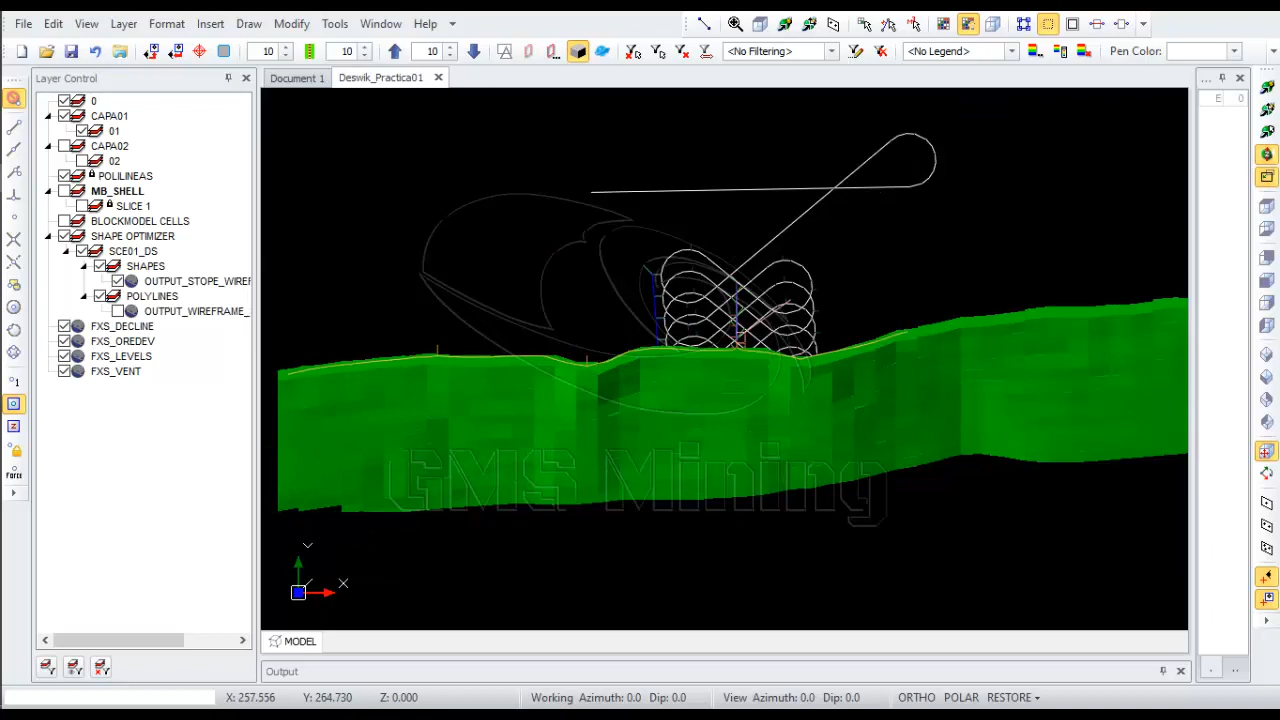 File Edit View Layer Format Insert Draw Modify Tools Window Help
10 10 10 <No Filtering> <No Legend> Pen Color:
Layer Control
Document 1 Deswik_Practica01
0
CAPA01
01
CAPA02
02
POLILINEAS
MB_SHELL
SLICE 1
BLOCKMODEL CELLS
SHAPE OPTIMIZER
SCE01_DS
SHAPES
OUTPUT_STOPE_WIREF
POLYLINES
OUTPUT_WIREFRAME_
FXS_DECLINE
FXS_OREDEV
FXS_LEVELS
FXS_VENT
E 0
GMS Mining
Y
X
Force
MODEL
Output
X: 257.556 Y: 264.730 Z: 0.000 Working Azimuth: 0.0 Dip: 0.0 View Azimuth: 0.0 Dip: 0.0 ORTHO POLAR RESTORE